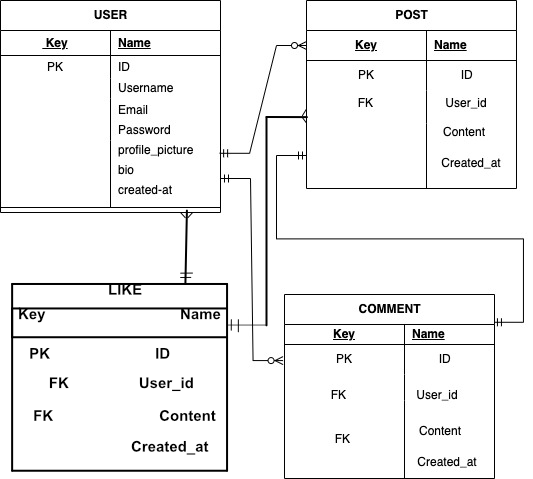 USER
Key Name
PK ID
Username
Email
Password
profile_picture
bio
created-at
POST
Key Name
PK ID
FK User_id
Content
Created_at
LIKE
Key Name
PK ID
FK User_id
FK Content
Created_at
COMMENT
Key Name
PK ID
FK User_id
FK Content
Created_at